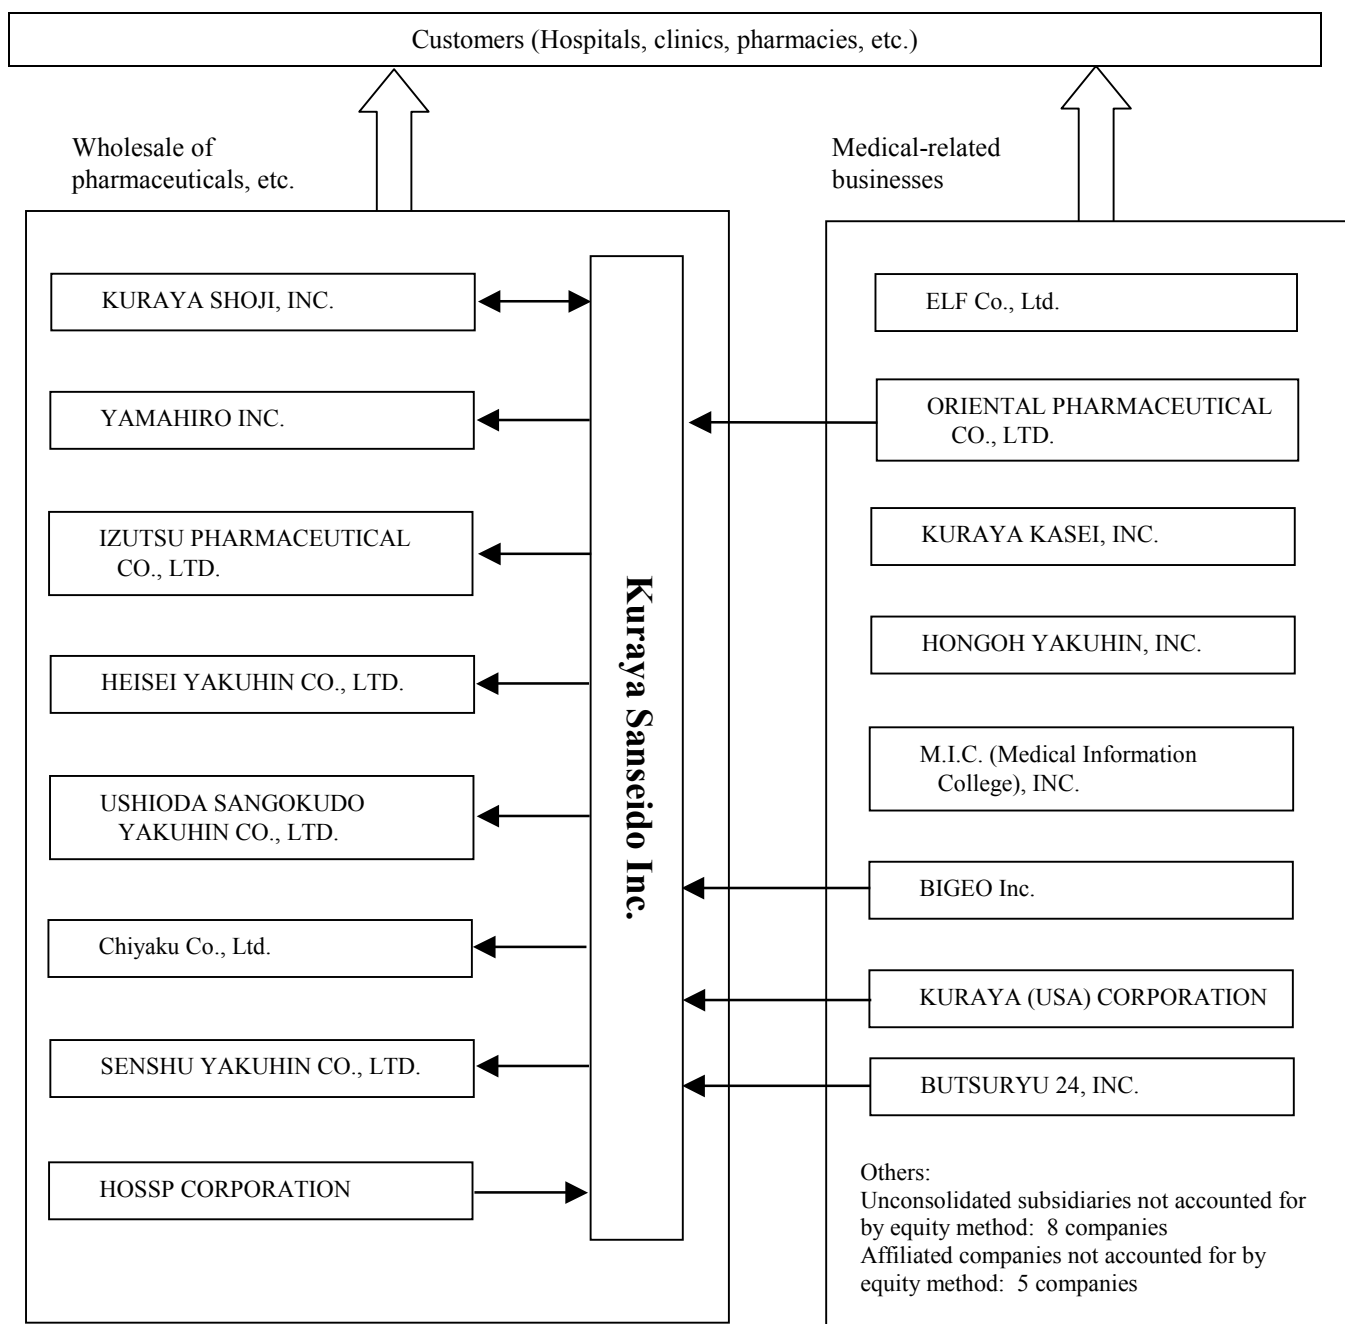 Customers (Hospitals, clinics, pharmacies, etc.)
Wholesale of
pharmaceuticals, etc.
KURAYA SHOJI, INC.
YAMAHIRO INC.
IZUTSU PHARMACEUTICAL
CO., LTD.
HEISEI YAKUHIN CO., LTD.
USHIODA SANGOKUDO
YAKUHIN CO., LTD.
Chiyaku Co., Ltd.
SENSHU YAKUHIN CO., LTD.
HOSSP CORPORATION
Kuraya Sanseido Inc.
Medical-related
businesses
ELF Co., Ltd.
ORIENTAL PHARMACEUTICAL
CO., LTD.
KURAYA KASEI, INC.
HONGOH YAKUHIN, INC.
M.I.C. (Medical Information
College), INC.
BIGEO Inc.
KURAYA (USA) CORPORATION
BUTSURYU 24, INC.
Others:
Unconsolidated subsidiaries not accounted for
by equity method:  8 companies
Affiliated companies not accounted for by
equity method:  5 companies